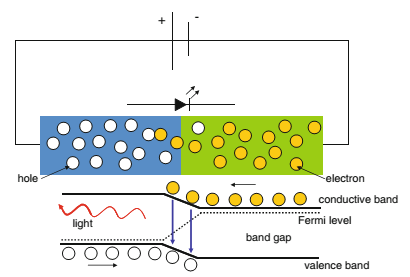 + -
hole
electron
conductive band
light
Fermi level
band gap
valence band